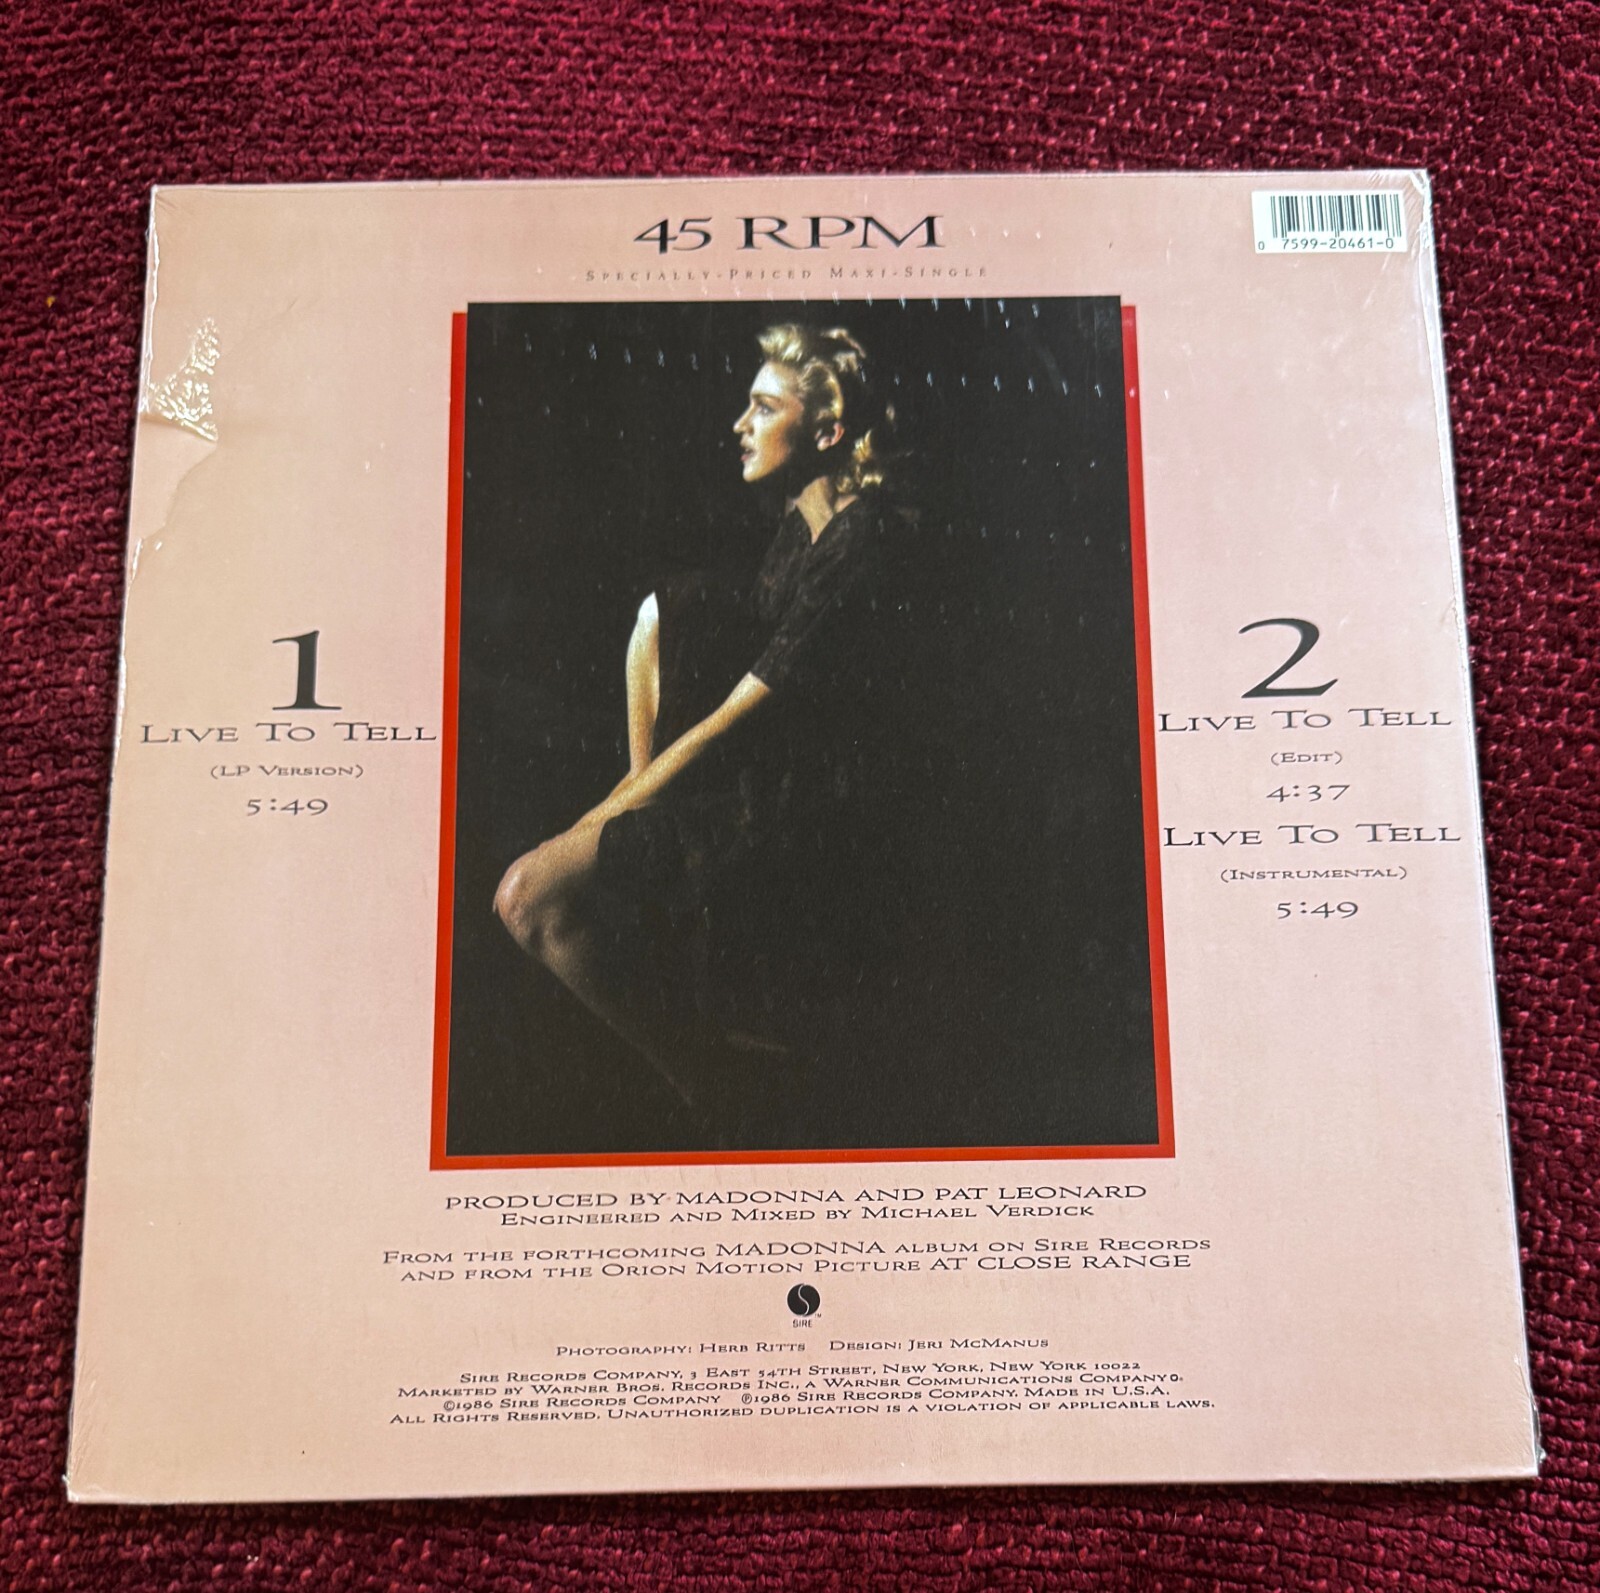 45 RPM
Specially-Priced Maxi-Single
0 7599-20461-0
1
Live To Tell
(LP Version)
5:49
2
Live To Tell
(Edit)
4:37
Live To Tell
(Instrumental)
5:49
PRODUCED BY MADONNA AND PAT LEONARD
Engineered and Mixed by Michael Verdick
From the forthcoming MADONNA album on Sire Records
and from the Orion Motion Picture AT CLOSE RANGE
SIRE ™
Photography: Herb Ritts Design: Jeri McManus
Sire Records Company, 3 East 54th Street, New York, New York 10022
Marketed by Warner Bros. Records Inc., a Warner Communications Company.
©1986 Sire Records Company ℗1986 Sire Records Company. Made in U.S.A.
All Rights Reserved. Unauthorized duplication is a violation of applicable laws.